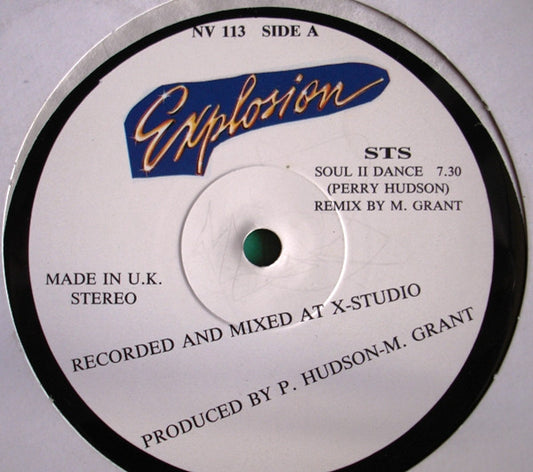 NV 113 SIDE A
Explosion
STS
SOUL II DANCE 7.30
(PERRY HUDSON)
REMIX BY M. GRANT
MADE IN U.K.
STEREO
RECORDED AND MIXED AT X-STUDIO
PRODUCED BY P. HUDSON-M. GRANT